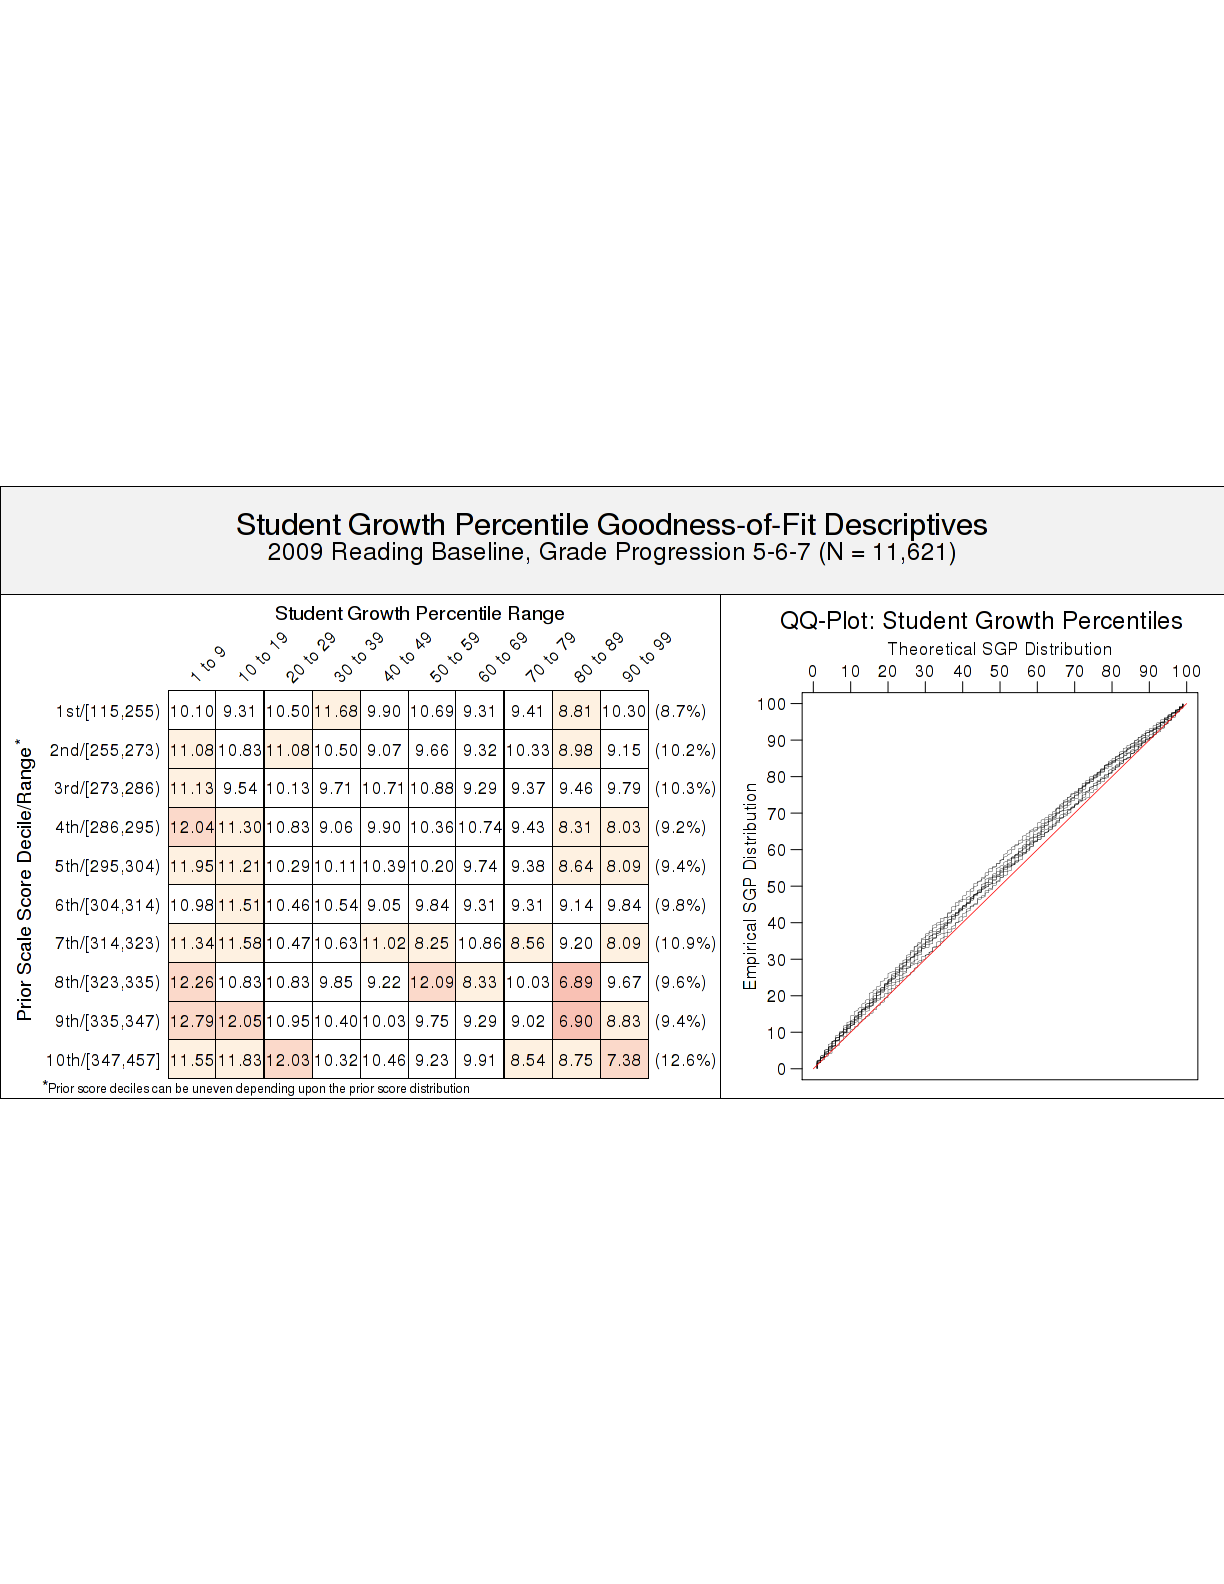 Student Growth Percentile Goodness-of-Fit Descriptives
2009 Reading Baseline, Grade Progression 5-6-7 (N = 11,621)
Student Growth Percentile Range
1 to 9 10 to 19 20 to 29 30 to 39 40 to 49 50 to 59 60 to 69 70 to 79 80 to 89 90 to 99
Prior Scale Score Decile/Range*
1st/[115,255) 10.10 9.31 10.50 11.68 9.90 10.69 9.31 9.41 8.81 10.30 (8.7%)
2nd/[255,273) 11.08 10.83 11.08 10.50 9.07 9.66 9.32 10.33 8.98 9.15 (10.2%)
3rd/[273,286) 11.13 9.54 10.13 9.71 10.71 10.88 9.29 9.37 9.46 9.79 (10.3%)
4th/[286,295) 12.04 11.30 10.83 9.06 9.90 10.36 10.74 9.43 8.31 8.03 (9.2%)
5th/[295,304) 11.95 11.21 10.29 10.11 10.39 10.20 9.74 9.38 8.64 8.09 (9.4%)
6th/[304,314) 10.98 11.51 10.46 10.54 9.05 9.84 9.31 9.31 9.14 9.84 (9.8%)
7th/[314,323) 11.34 11.58 10.47 10.63 11.02 8.25 10.86 8.56 9.20 8.09 (10.9%)
8th/[323,335) 12.26 10.83 10.83 9.85 9.22 12.09 8.33 10.03 6.89 9.67 (9.6%)
9th/[335,347) 12.79 12.05 10.95 10.40 10.03 9.75 9.29 9.02 6.90 8.83 (9.4%)
10th/[347,457] 11.55 11.83 12.03 10.32 10.46 9.23 9.91 8.54 8.75 7.38 (12.6%)
*Prior score deciles can be uneven depending upon the prior score distribution
QQ-Plot: Student Growth Percentiles
Theoretical SGP Distribution
0 10 20 30 40 50 60 70 80 90 100
Empirical SGP Distribution
100
90
80
70
60
50
40
30
20
10
0